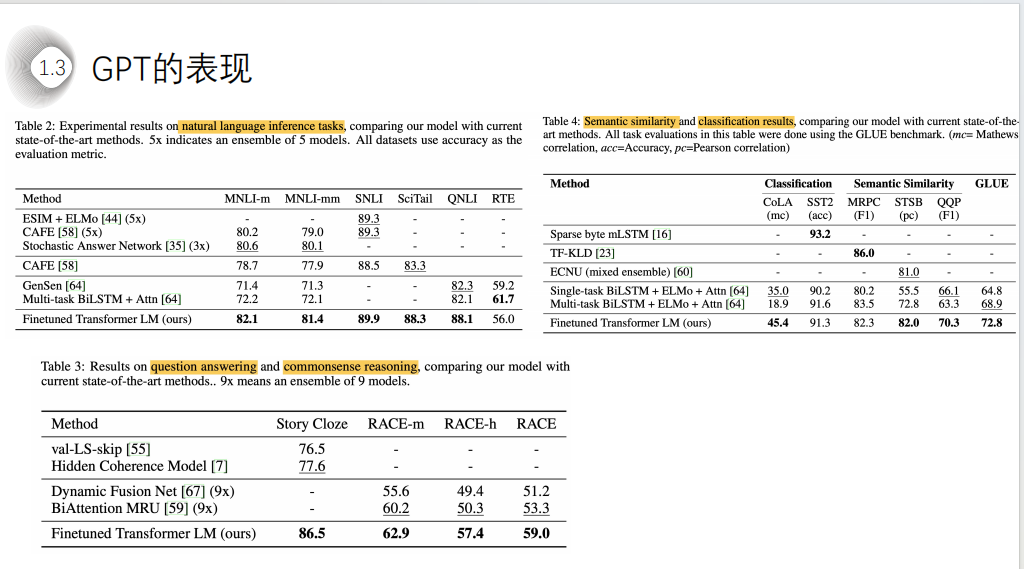 1.3 GPT的表现
Table 2: Experimental results on natural language inference tasks, comparing our model with current
state-of-the-art methods. 5x indicates an ensemble of 5 models. All datasets use accuracy as the
evaluation metric.
Method MNLI-m MNLI-mm SNLI SciTail QNLI RTE
ESIM + ELMo [44] (5x) - - 89.3 - - -
CAFE [58] (5x) 80.2 79.0 89.3 - - -
Stochastic Answer Network [35] (3x) 80.6 80.1 - - - -
CAFE [58] 78.7 77.9 88.5 83.3
GenSen [64] 71.4 71.3 - - 82.3 59.2
Multi-task BiLSTM + Attn [64] 72.2 72.1 - - 82.1 61.7
Finetuned Transformer LM (ours) 82.1 81.4 89.9 88.3 88.1 56.0
Table 4: Semantic similarity and classification results, comparing our model with current state-of-the-
art methods. All task evaluations in this table were done using the GLUE benchmark. (mc= Mathews
correlation, acc=Accuracy, pc=Pearson correlation)
Method Classification Semantic Similarity GLUE
CoLA SST2 MRPC STSB QQP
(mc) (acc) (F1) (pc) (F1)
Sparse byte mLSTM [16] - 93.2 - - - -
TF-KLD [23] - - 86.0 - - -
ECNU (mixed ensemble) [60] - - - 81.0 - -
Single-task BiLSTM + ELMo + Attn [64] 35.0 90.2 80.2 55.5 66.1 64.8
Multi-task BiLSTM + ELMo + Attn [64] 18.9 91.6 83.5 72.8 63.3 68.9
Finetuned Transformer LM (ours) 45.4 91.3 82.3 82.0 70.3 72.8
Table 3: Results on question answering and commonsense reasoning, comparing our model with
current state-of-the-art methods.. 9x means an ensemble of 9 models.
Method Story Cloze RACE-m RACE-h RACE
val-LS-skip [55] 76.5 - - -
Hidden Coherence Model [7] 77.6 - - -
Dynamic Fusion Net [67] (9x) - 55.6 49.4 51.2
BiAttention MRU [59] (9x) - 60.2 50.3 53.3
Finetuned Transformer LM (ours) 86.5 62.9 57.4 59.0